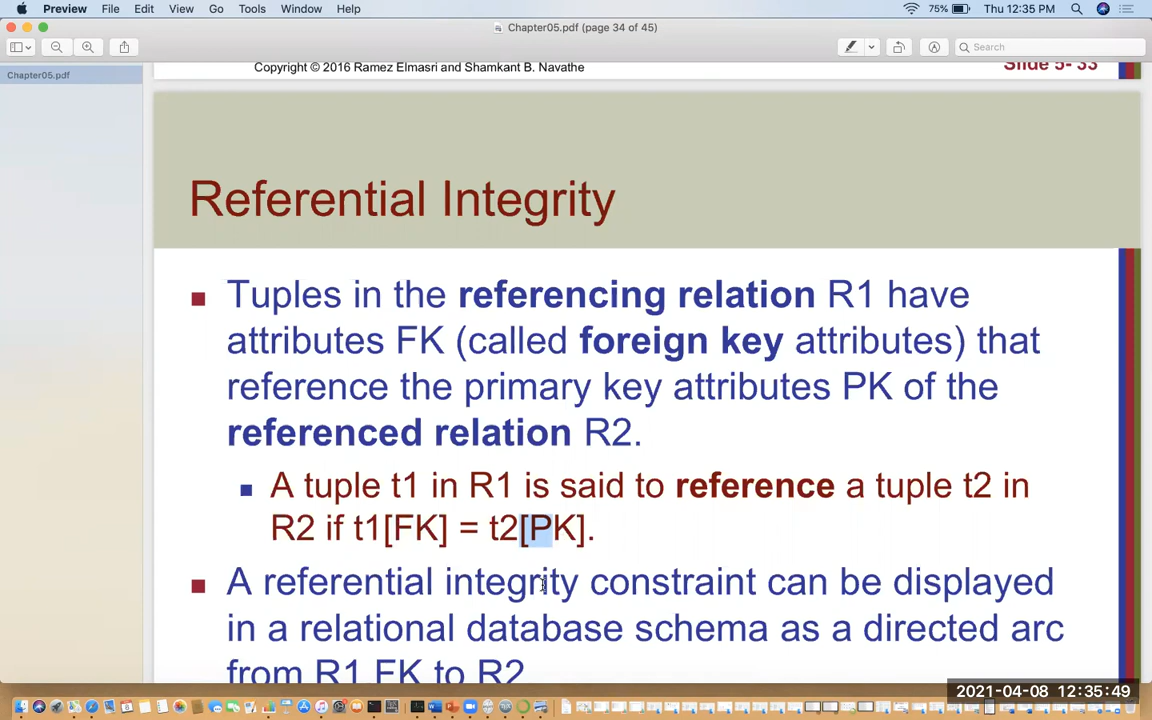 Preview File Edit View Go Tools Window Help 75% Thu 12:35 PM
Chapter05.pdf (page 34 of 45)
Search
Chapter05.pdf
Copyright © 2016 Ramez Elmasri and Shamkant B. Navathe
Slide 5- 33
Referential Integrity
Tuples in the referencing relation R1 have
attributes FK (called foreign key attributes) that
reference the primary key attributes PK of the
referenced relation R2.
A tuple t1 in R1 is said to reference a tuple t2 in
R2 if t1[FK] = t2[PK].
A referential integrity constraint can be displayed
in a relational database schema as a directed arc
from R1 FK to R2
2021-04-08 12:35:49